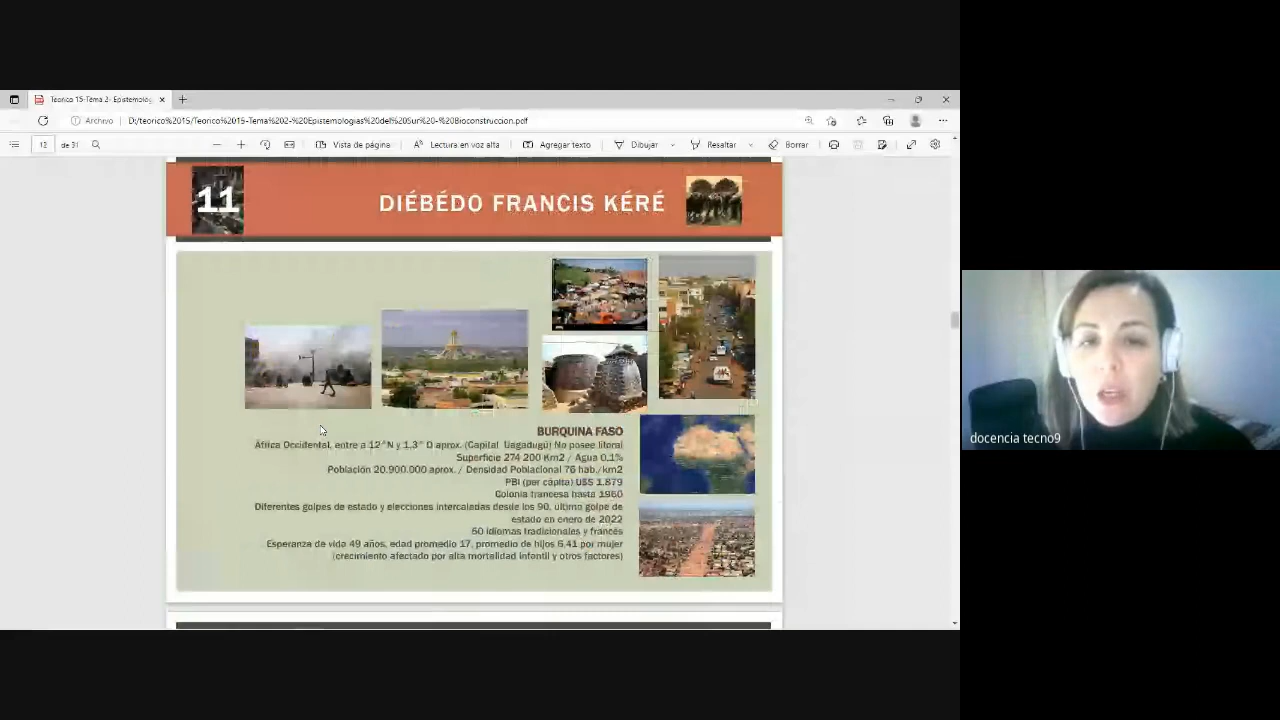 Teorico 15-Tema 2- Epistemolog
Archivo
D:/teorico%2015/Teorico%2015-Tema%202-%20Epistemologias%20del%20Sur%20-%20Bioconstruccion.pdf
12 de 31
Vista de página
Lectura en voz alta
Agregar texto
Dibujar
Resaltar
Borrar
11
DIÉBÉDO FRANCIS KÉRÉ
BURQUINA FASO
África Occidental, entre a 12°N y 1.3° O aprox. (Capital Uagadugú) No posee litoral
Superficie 274 200 Km2 / Agua 0.1%
Población 20.900.000 aprox. / Densidad Poblacional 76 hab./km2
PBI (per cápita) U$S 1.879
Colonia francesa hasta 1960
Diferentes golpes de estado y elecciones intercaladas desde los 90, último golpe de
estado en enero de 2022
60 idiomas tradicionales y francés
Esperanza de vida 49 años, edad promedio 17, promedio de hijos 6.41 por mujer
(crecimiento afectado por alta mortalidad infantil y otros factores)
docencia tecno9